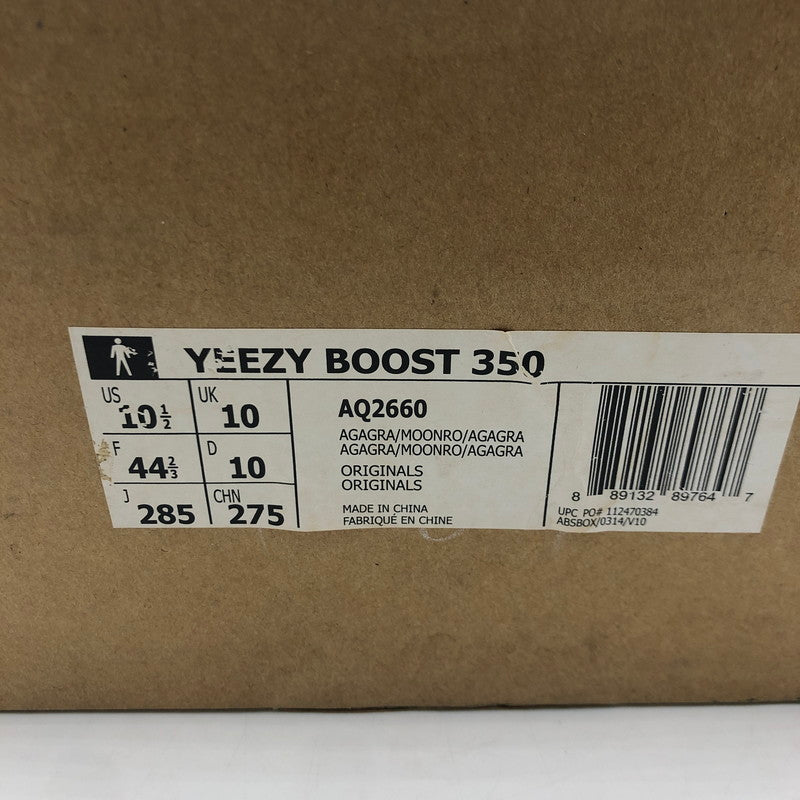 YEEZY BOOST 350
US 10½
UK 10
F 44⅔
D 10
J 285
CHN 275
AQ2660
AGAGRA/MOONRO/AGAGRA
AGAGRA/MOONRO/AGAGRA
ORIGINALS
ORIGINALS
MADE IN CHINA
FABRIQUÉ EN CHINE
8 89132 89764 7
UPC PO# 112470384
ABSBOX/0314/V10